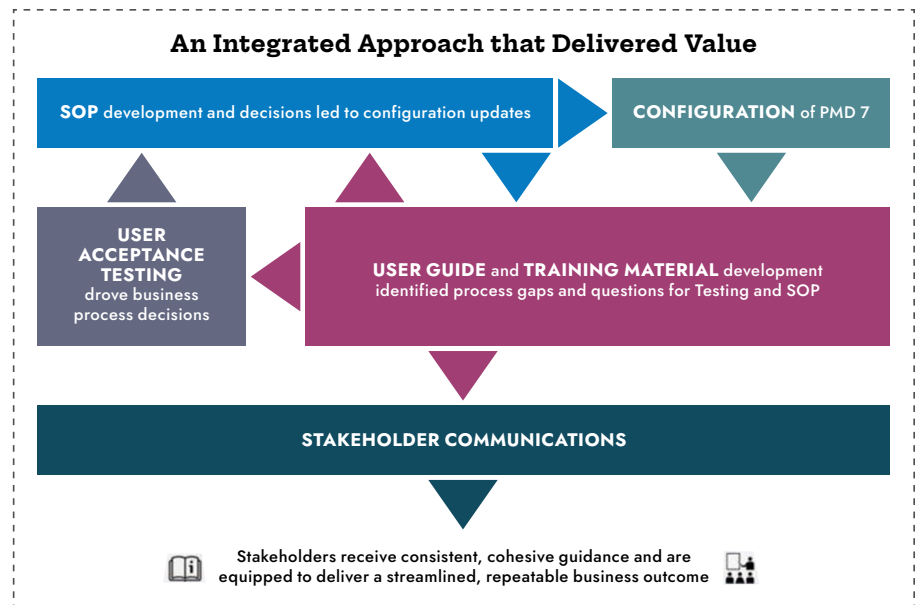 An Integrated Approach that Delivered Value
SOP development and decisions led to configuration updates
CONFIGURATION of PMD 7
USER
ACCEPTANCE
TESTING
drove business
process decisions
USER GUIDE and TRAINING MATERIAL development
identified process gaps and questions for Testing and SOP
STAKEHOLDER COMMUNICATIONS
Stakeholders receive consistent, cohesive guidance and are
equipped to deliver a streamlined, repeatable business outcome